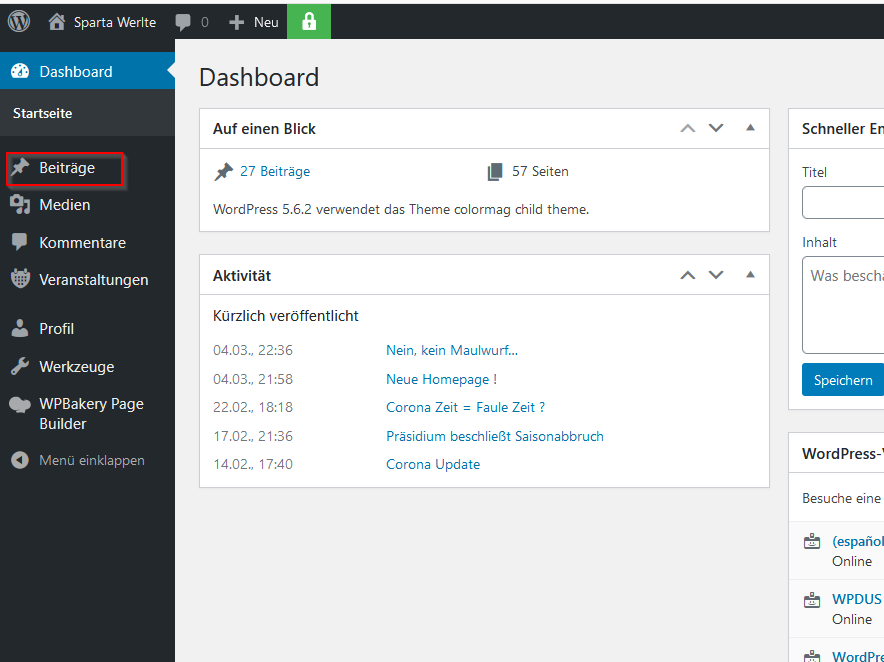 Sparta Werlte 0 Neu
Dashboard
Startseite
Beiträge
Medien
Kommentare
Veranstaltungen
Profil
Werkzeuge
WPBakery Page
Builder
Menü einklappen
Dashboard
Auf einen Blick
27 Beiträge 57 Seiten
WordPress 5.6.2 verwendet das Theme colormag child theme.
Aktivität
Kürzlich veröffentlicht
04.03., 22:36 Nein, kein Maulwurf...
04.03., 21:58 Neue Homepage !
22.02., 18:18 Corona Zeit = Faule Zeit ?
17.02., 21:36 Präsidium beschließt Saisonabbruch
14.02., 17:40 Corona Update
Schneller En
Titel
Inhalt
Was beschä
Speichern
WordPress-V
Besuche eine
(español
Online
WPDUS
Online
WordPre